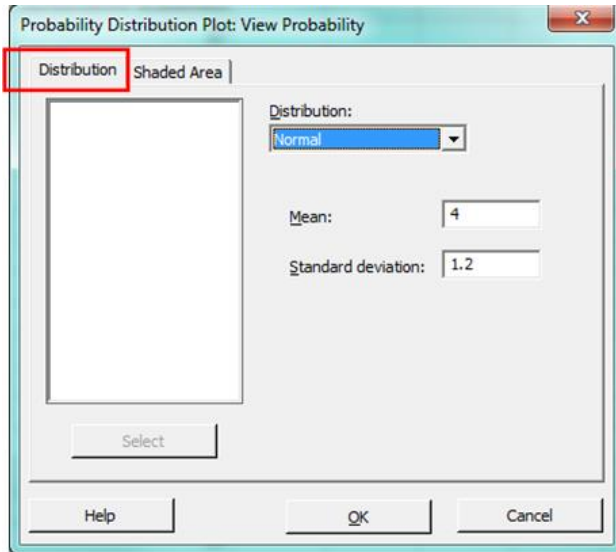 Probability Distribution Plot: View Probability
Distribution Shaded Area
Distribution:
Normal
Mean: 4
Standard deviation: 1.2
Select
Help OK Cancel